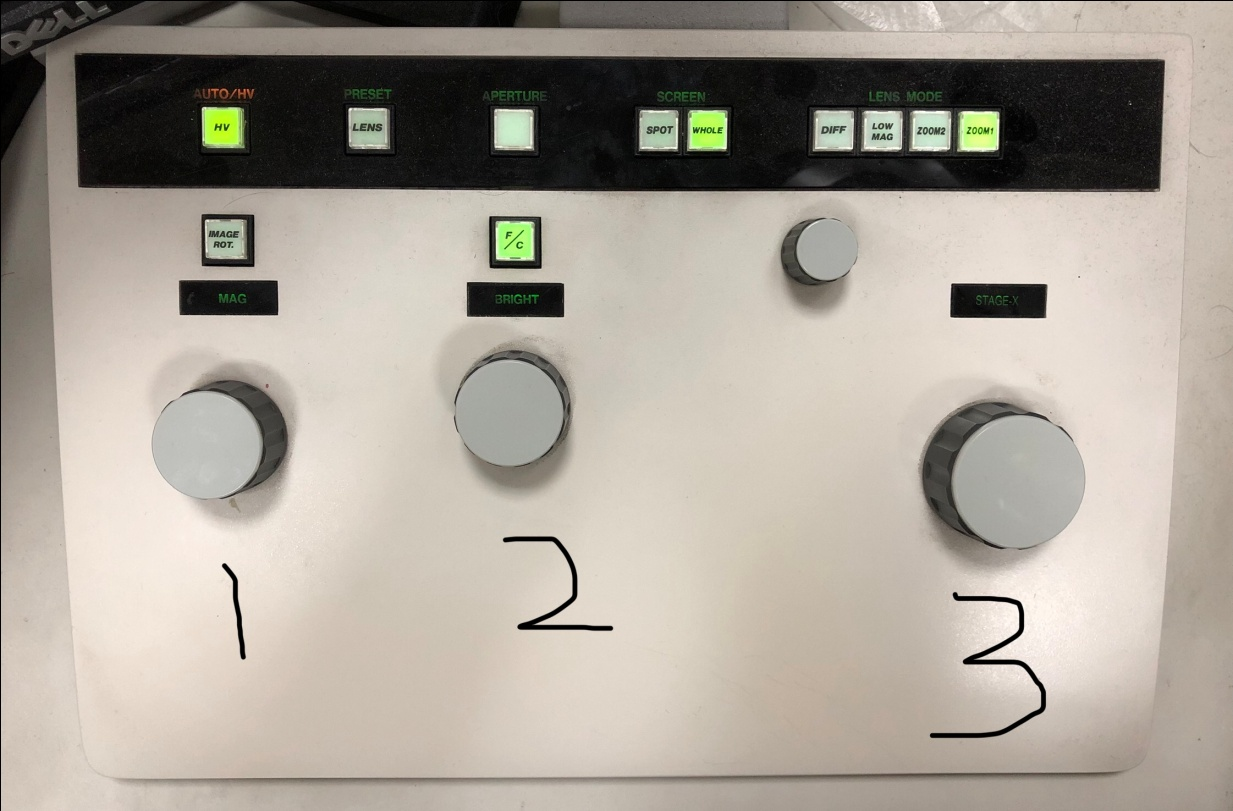 DELL
AUTO/HV PRESET APERTURE SCREEN LENS MODE
HV LENS SPOT WHOLE DIFF LOW MAG ZOOM2 ZOOM1
IMAGE ROT.
F/C
MAG BRIGHT STAGE-X
1 2 3